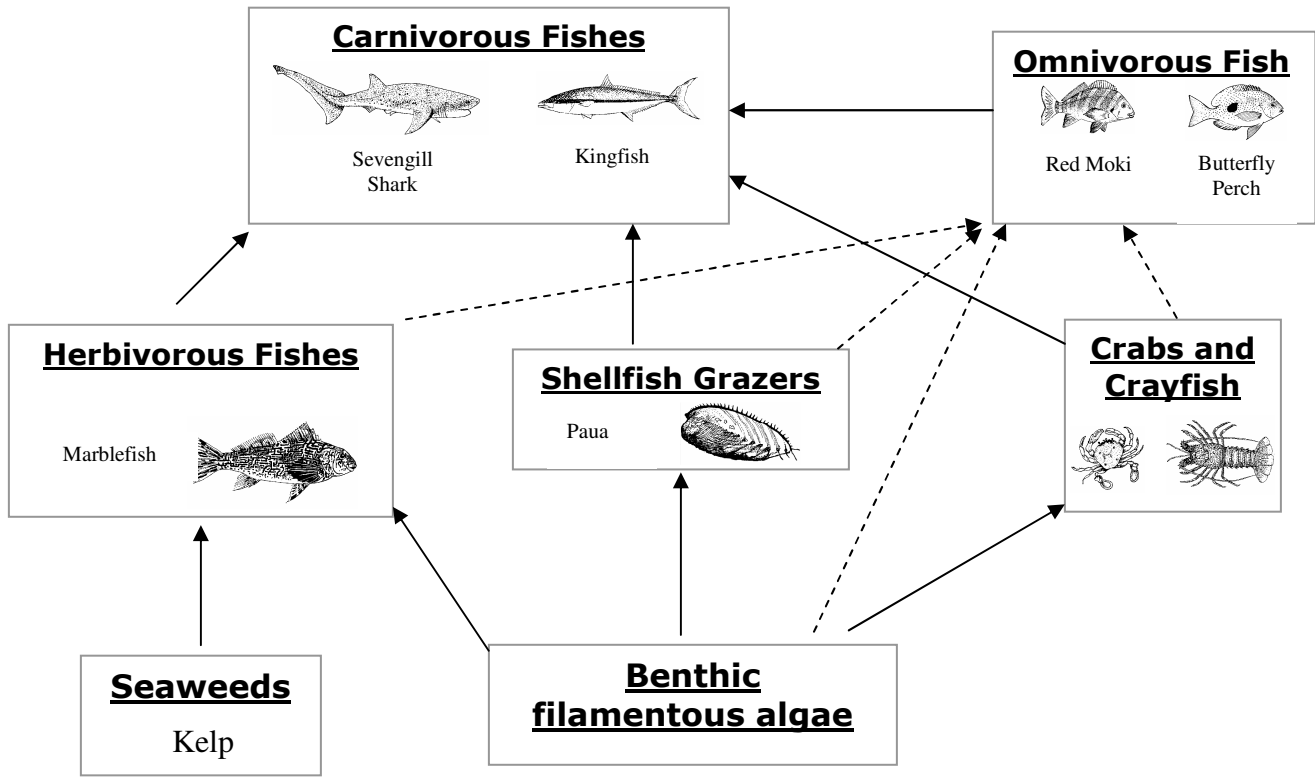 Carnivorous Fishes
Sevengill
Shark
Kingfish
Omnivorous Fish
Red Moki
Butterfly
Perch
Herbivorous Fishes
Marblefish
Shellfish Grazers
Paua
Crabs and
Crayfish
Seaweeds
Kelp
Benthic
filamentous algae